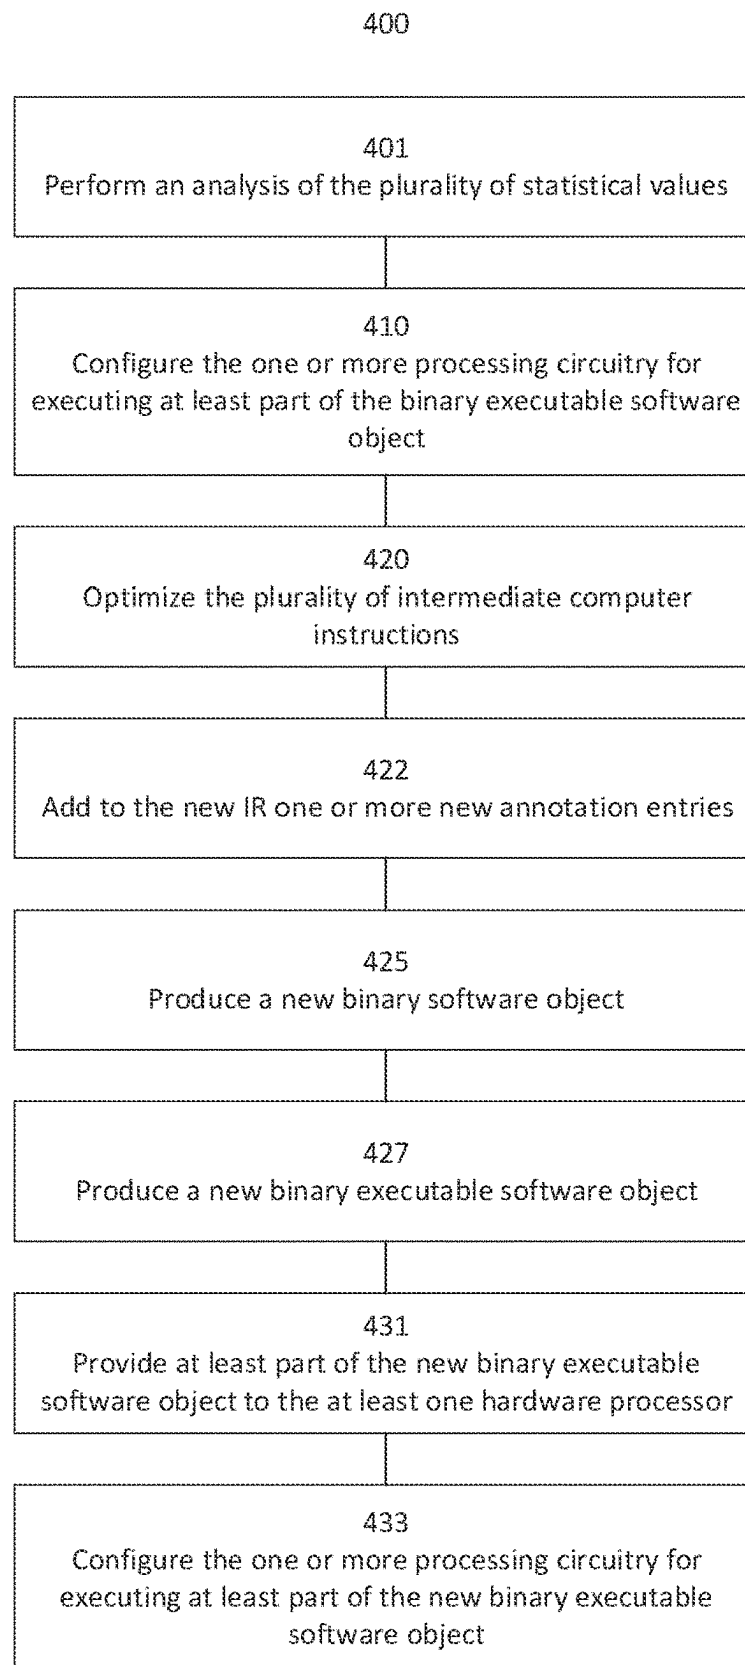 400
401
Perform an analysis of the plurality of statistical values
410
Configure the one or more processing circuitry for
executing at least part of the binary executable software
object
420
Optimize the plurality of intermediate computer
instructions
422
Add to the new IR one or more new annotation entries
425
Produce a new binary software object
427
Produce a new binary executable software object
431
Provide at least part of the new binary executable
software object to the at least one hardware processor
433
Configure the one or more processing circuitry for
executing at least part of the new binary executable
software object